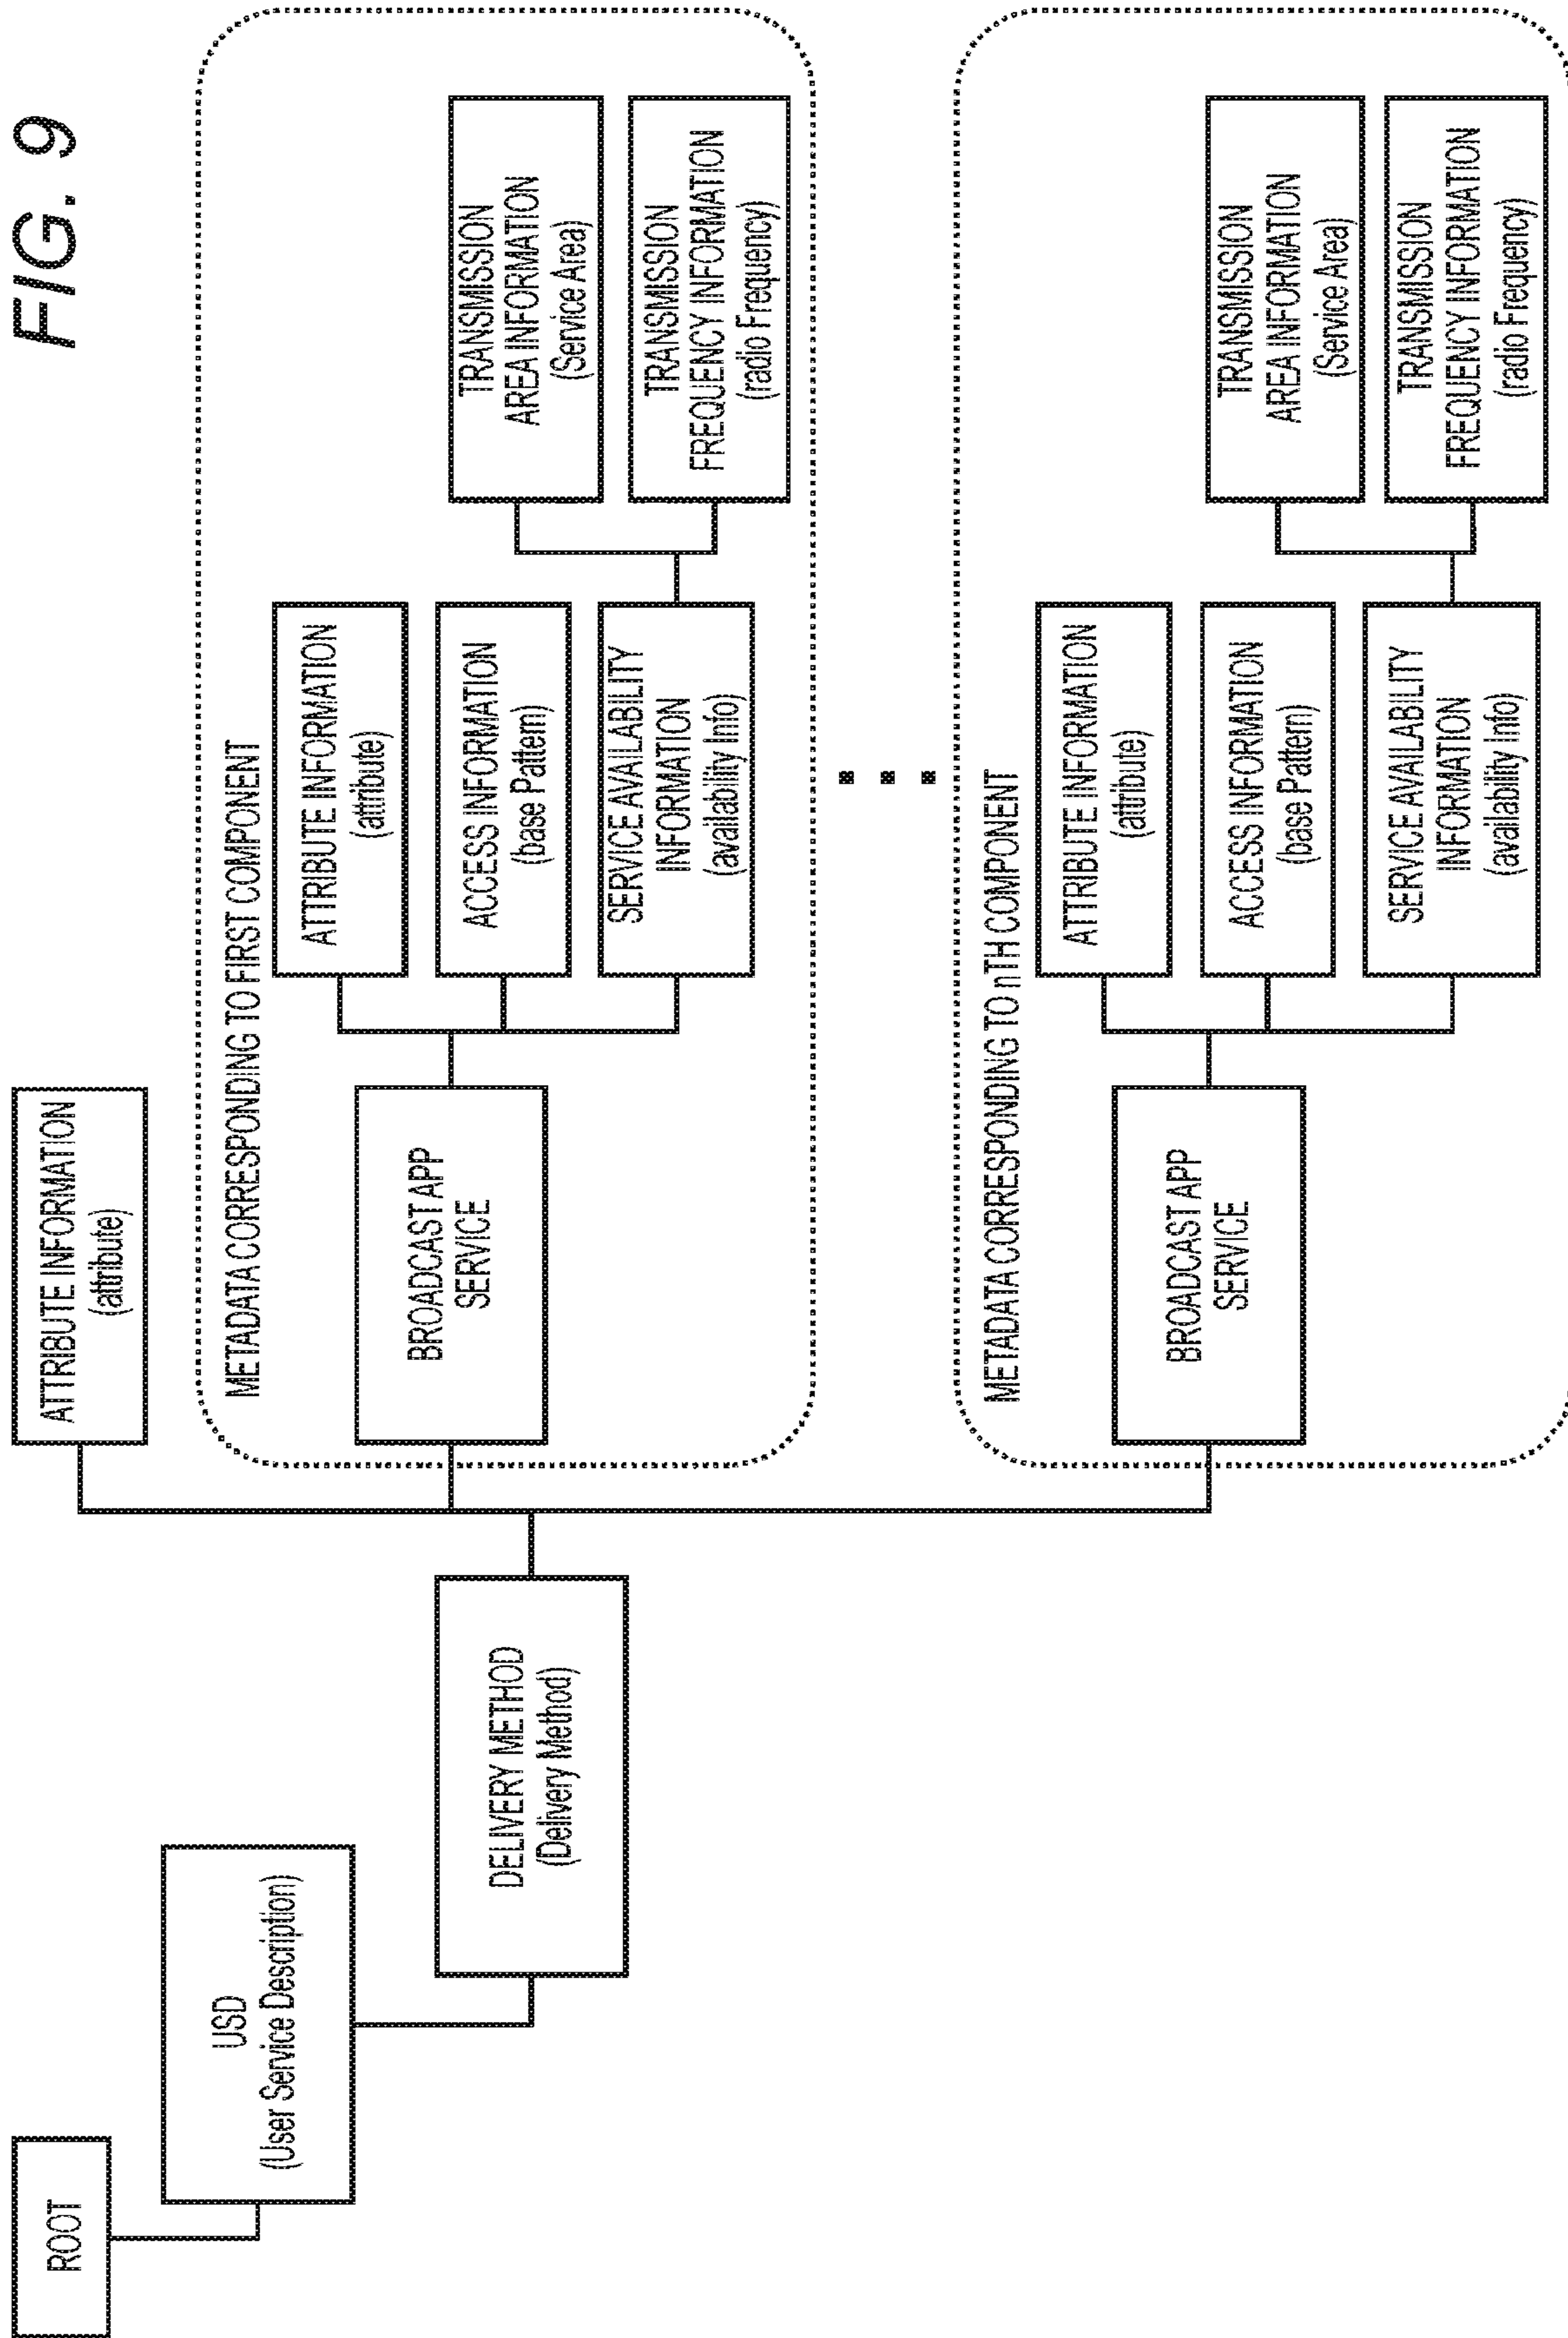 FIG. 9
ROOT
USD
(User Service Description)
DELIVERY METHOD
(Delivery Method)
ATTRIBUTE INFORMATION
(attribute)
METADATA CORRESPONDING TO FIRST COMPONENT
BROADCAST APP
SERVICE
ATTRIBUTE INFORMATION
(attribute)
ACCESS INFORMATION
(base Pattern)
SERVICE AVAILABILITY
INFORMATION
(availability Info)
TRANSMISSION
AREA INFORMATION
(Service Area)
TRANSMISSION
FREQUENCY INFORMATION
(radio Frequency)
METADATA CORRESPONDING TO nTH COMPONENT
BROADCAST APP
SERVICE
ATTRIBUTE INFORMATION
(attribute)
ACCESS INFORMATION
(base Pattern)
SERVICE AVAILABILITY
INFORMATION
(availability Info)
TRANSMISSION
AREA INFORMATION
(Service Area)
TRANSMISSION
FREQUENCY INFORMATION
(radio Frequency)